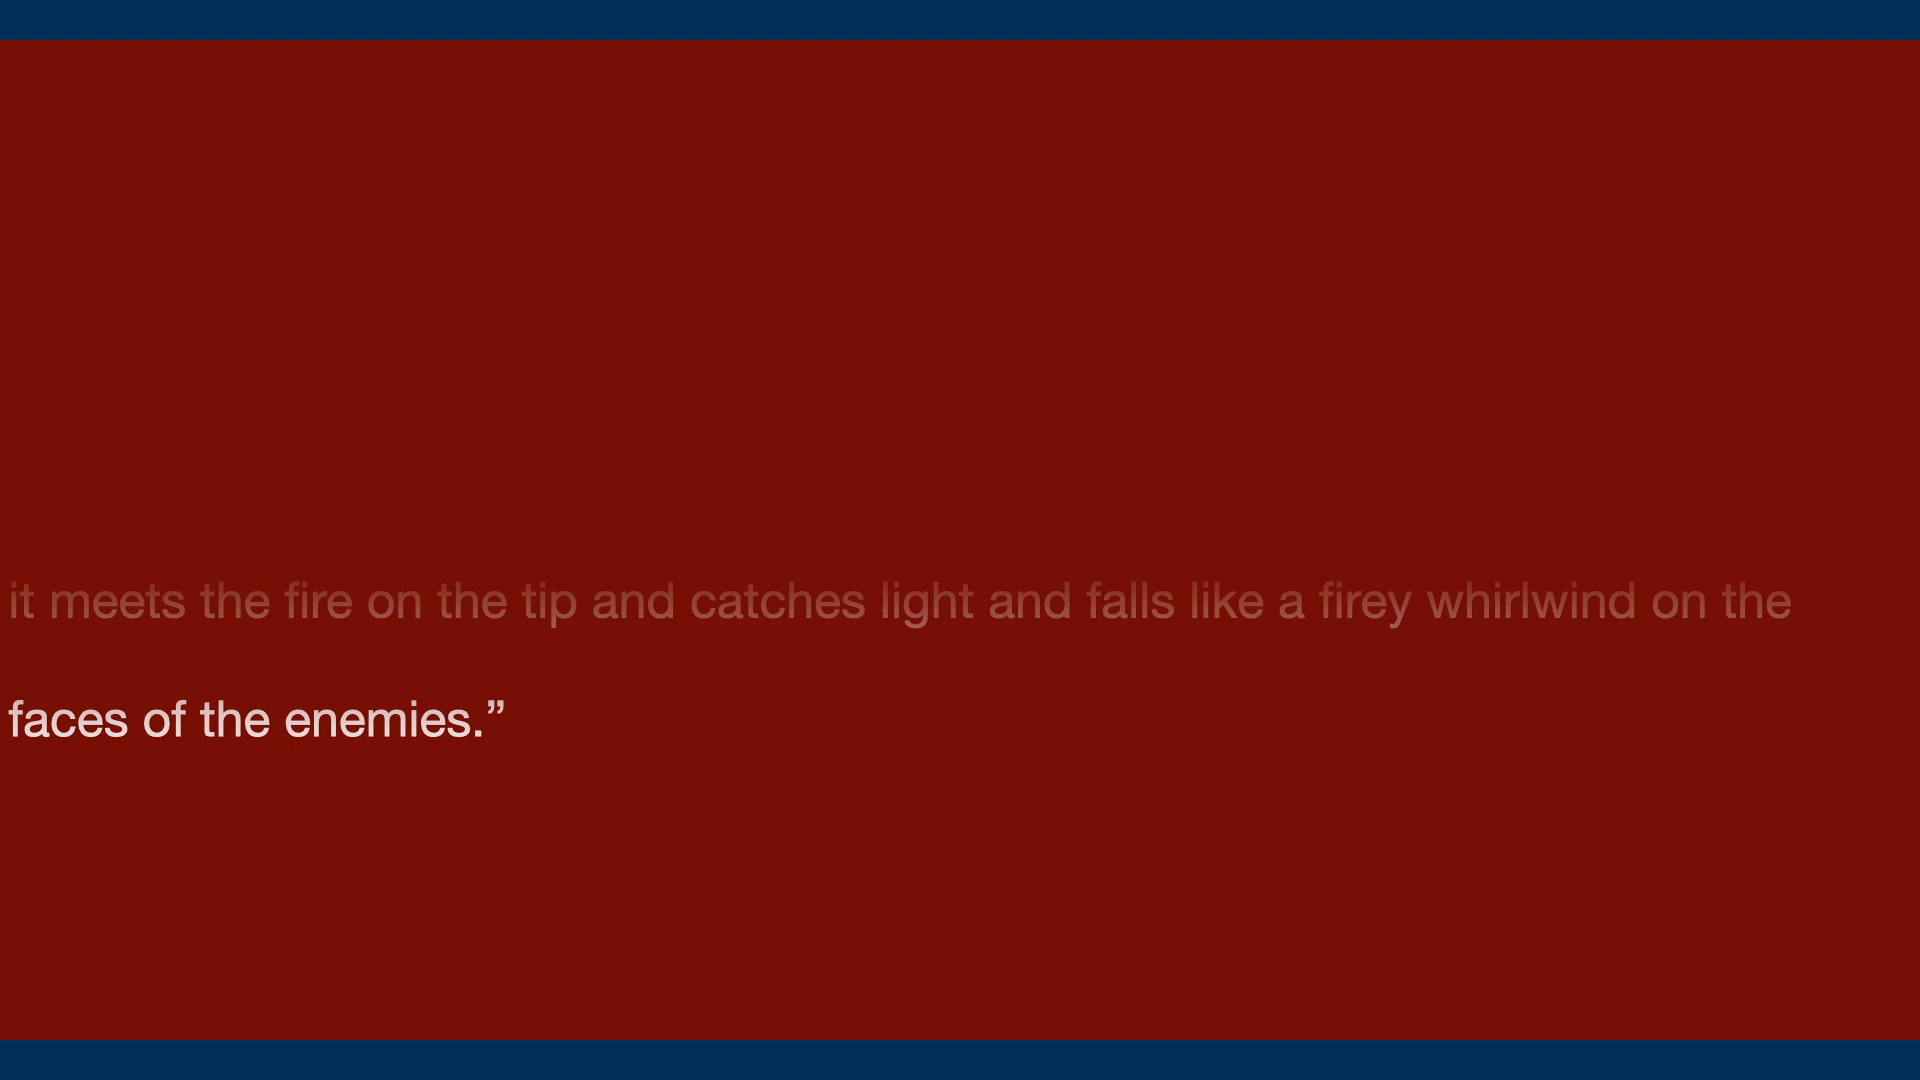 it meets the fire on the tip and catches light and falls like a firey whirlwind on the
faces of the enemies.”